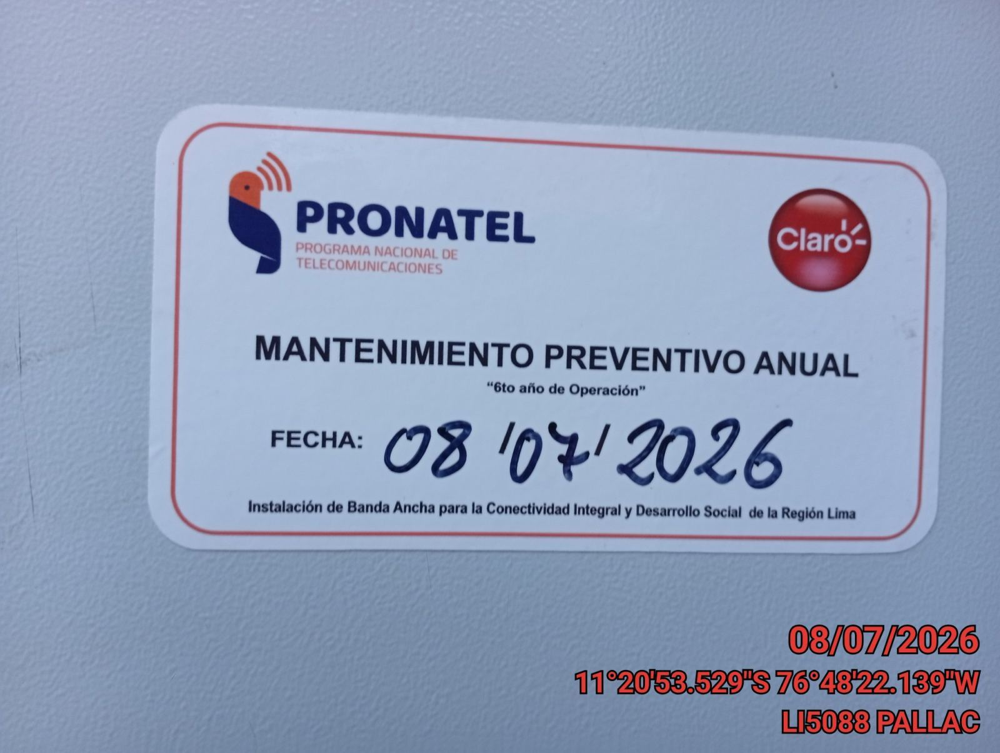 PRONATEL
PROGRAMA NACIONAL DE
TELECOMUNICACIONES
Claro
MANTENIMIENTO PREVENTIVO ANUAL
“6to año de Operación”
FECHA: 08/07/2026
Instalación de Banda Ancha para la Conectividad Integral y Desarrollo Social de la Región Lima
08/07/2026
11°20'53.529"S 76°48'22.139"W
LI5088 PALLAC